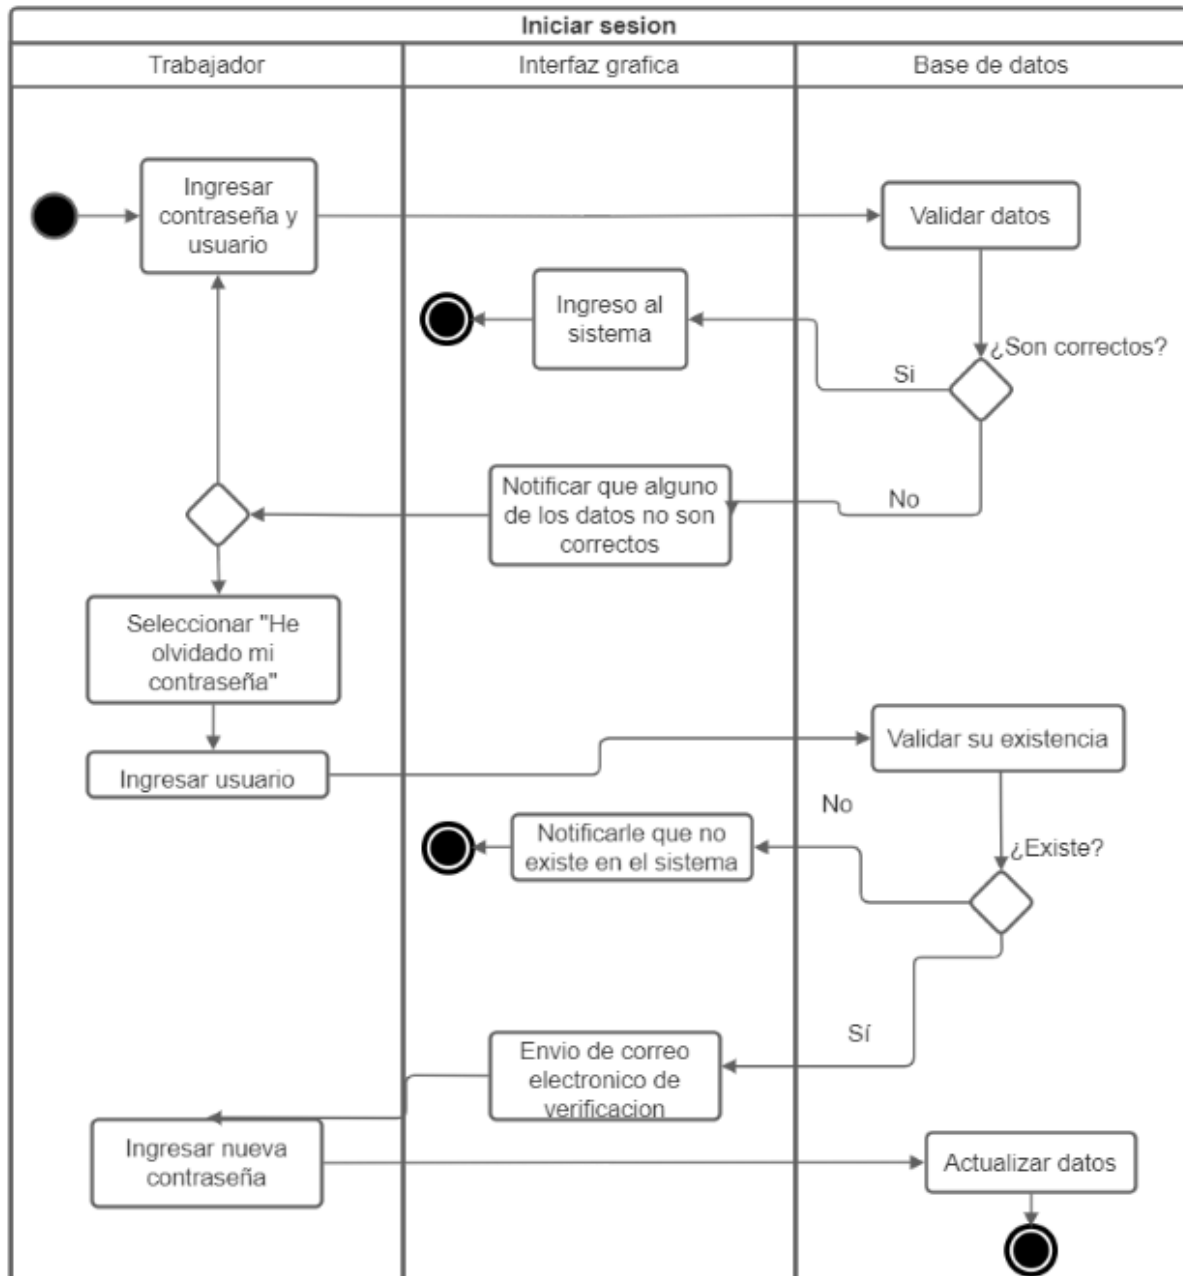 Iniciar sesion
Trabajador
Interfaz grafica
Base de datos
Ingresar
contraseña y
usuario
Validar datos
Ingreso al
sistema
¿Son correctos?
Si
Notificar que alguno
de los datos no son
correctos
No
Seleccionar "He
olvidado mi
contraseña"
Ingresar usuario
Validar su existencia
No
Notificarle que no
existe en el sistema
¿Existe?
Sí
Envio de correo
electronico de
verificacion
Ingresar nueva
contraseña
Actualizar datos